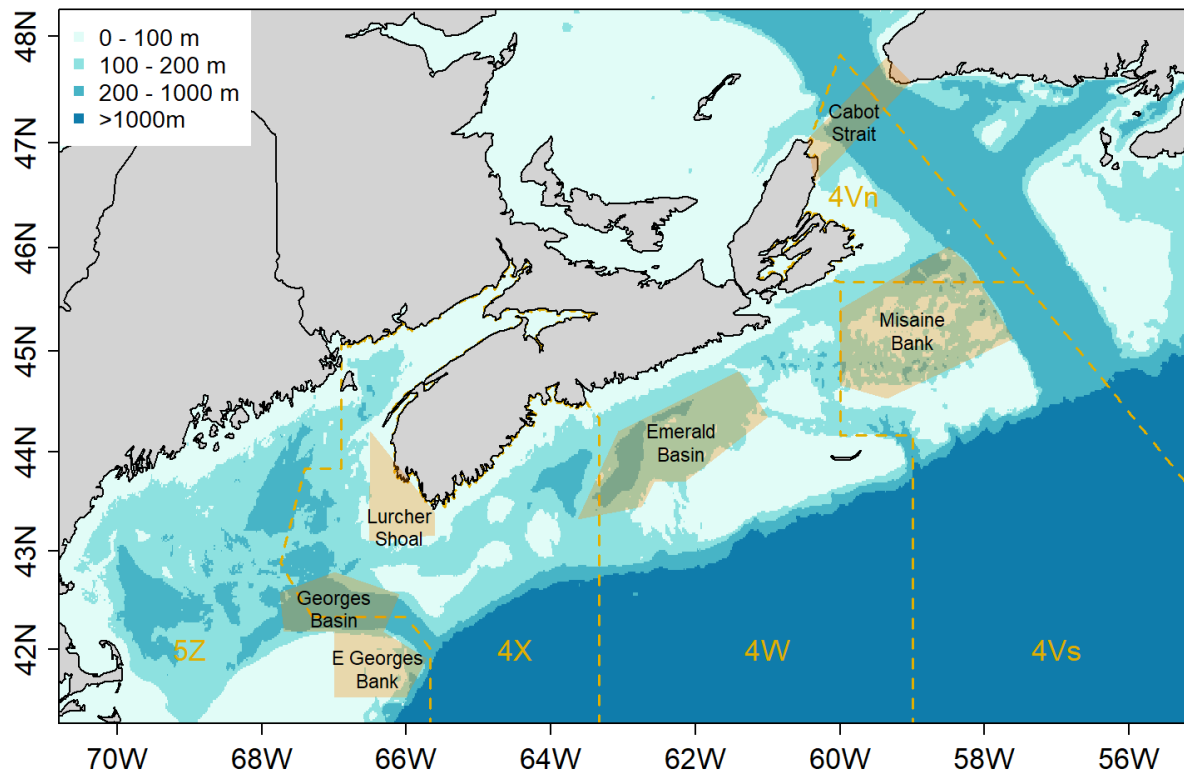 48N
47N
46N
45N
44N
43N
42N
0 - 100 m
100 - 200 m
200 - 1000 m
>1000m
Cabot
Strait
4Vn
Misaine
Bank
Emerald
Basin
Lurcher
Shoal
Georges
Basin
E Georges
Bank
5Z
4X
4W
4Vs
70W
68W
66W
64W
62W
60W
58W
56W